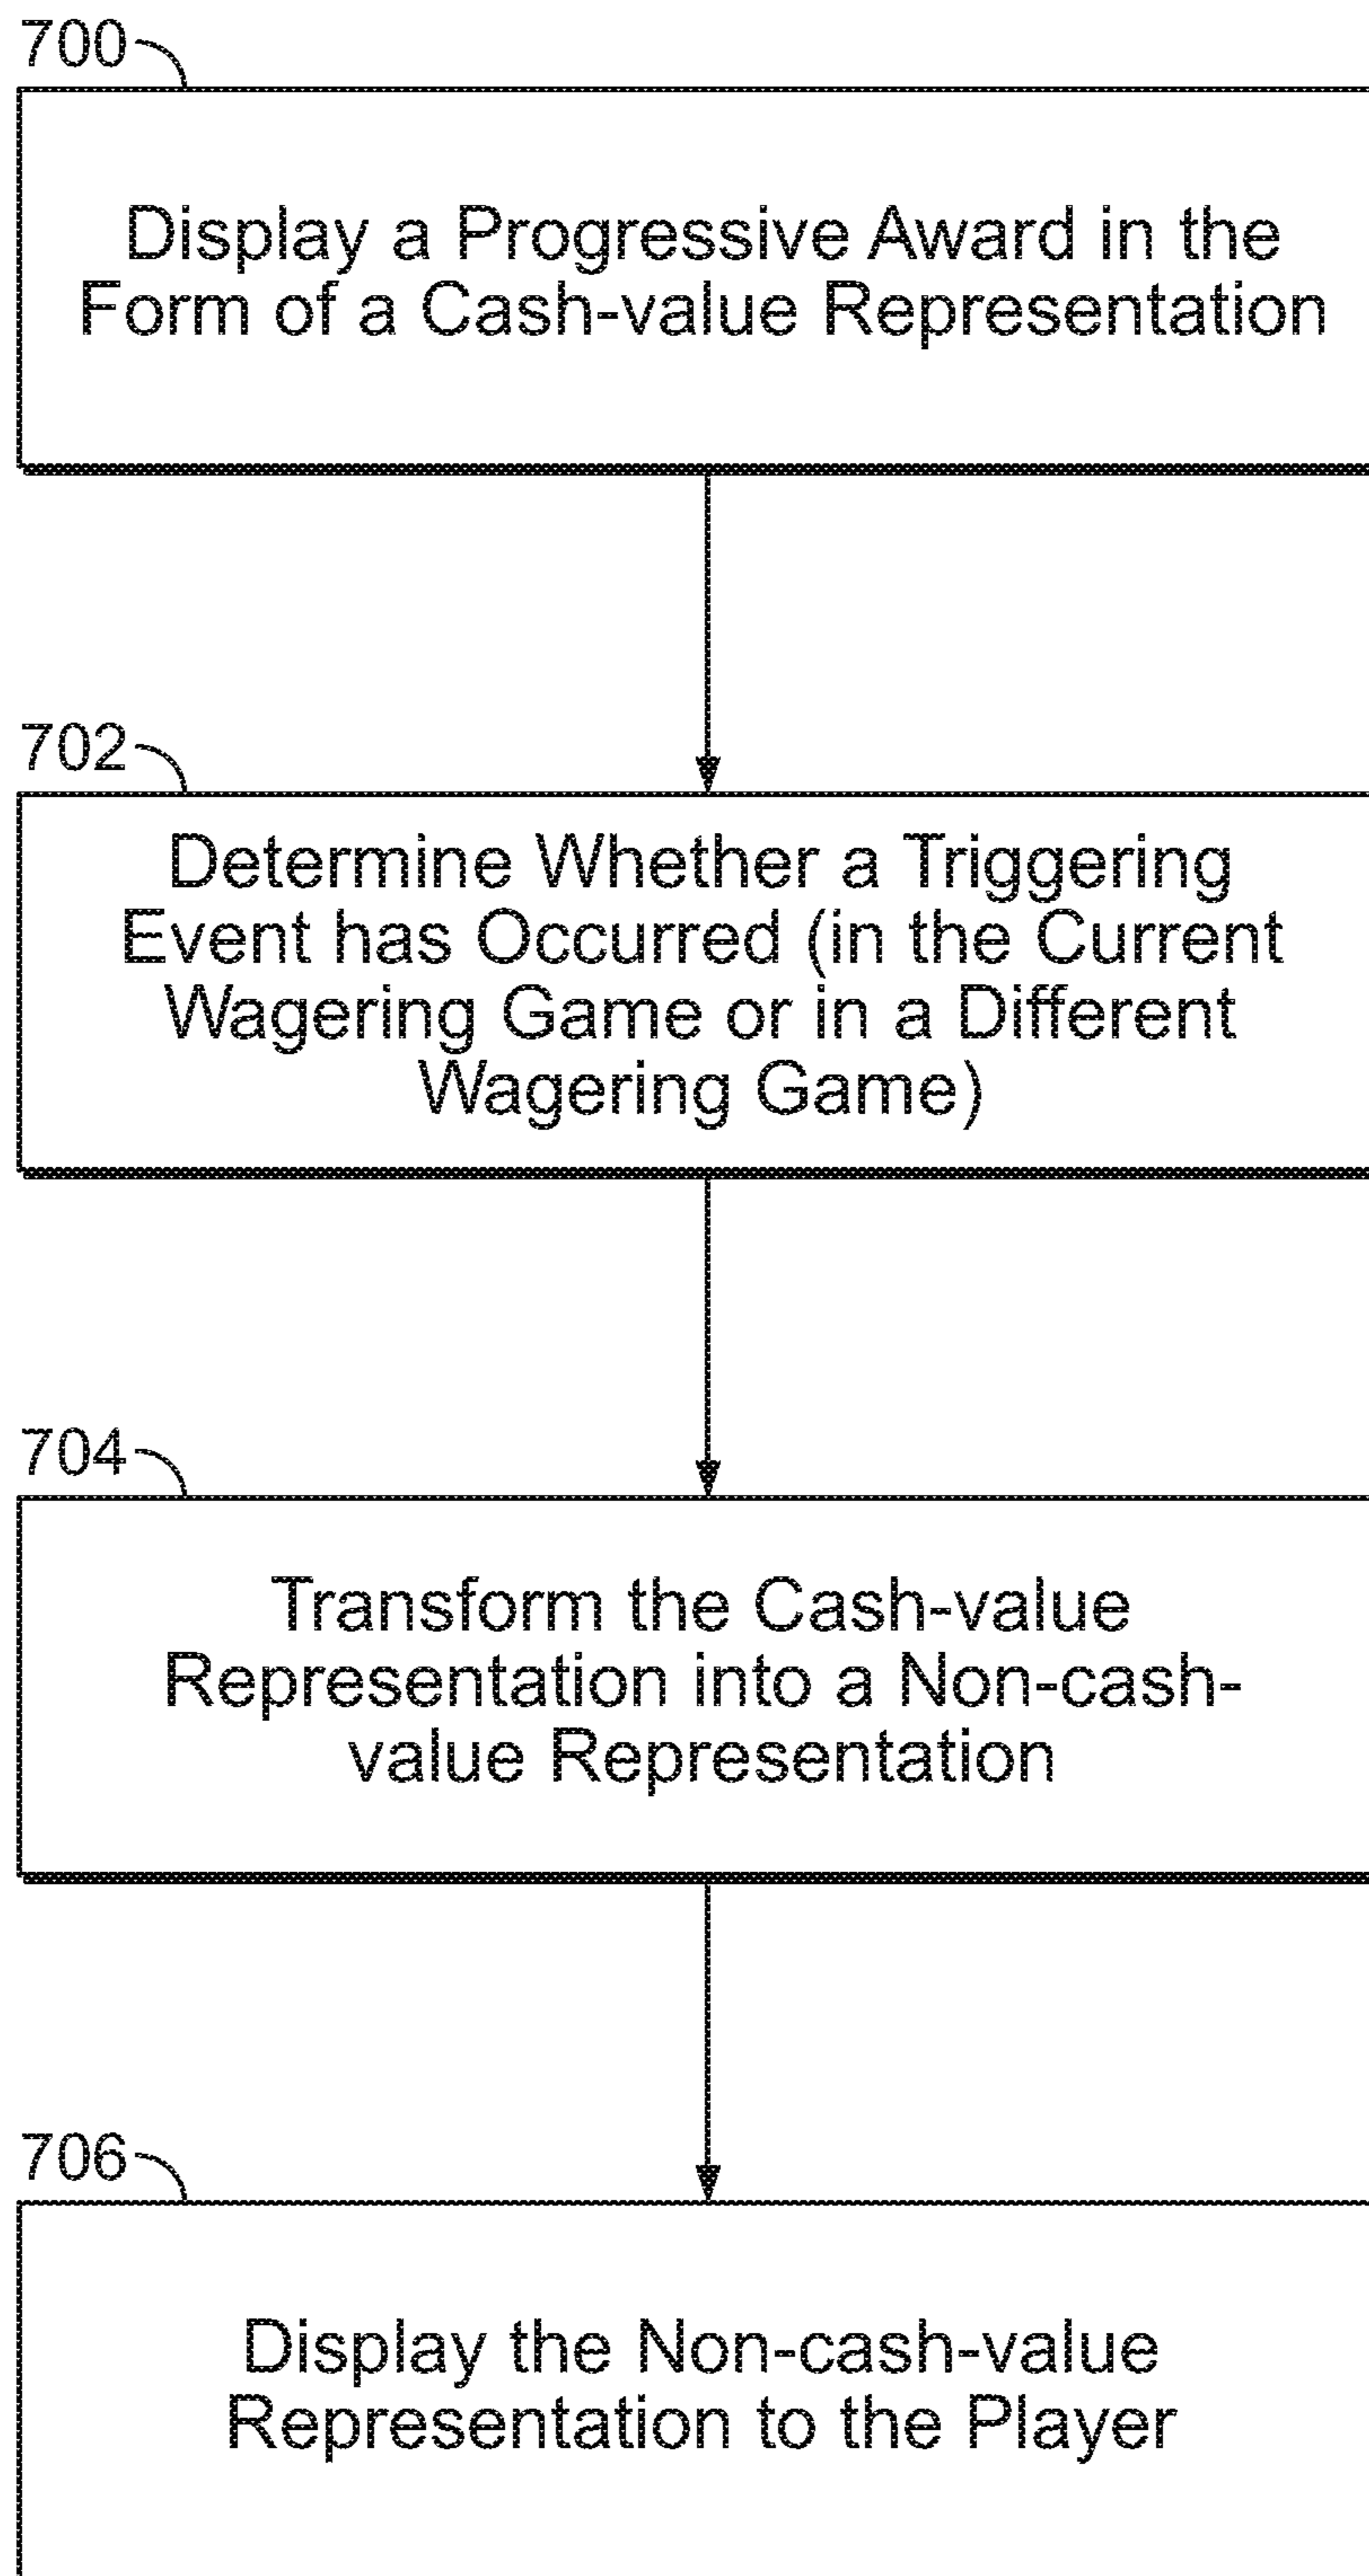 700
Display a Progressive Award in the
Form of a Cash-value Representation
702
Determine Whether a Triggering
Event has Occurred (in the Current
Wagering Game or in a Different
Wagering Game)
704
Transform the Cash-value
Representation into a Non-cash-
value Representation
706
Display the Non-cash-value
Representation to the Player